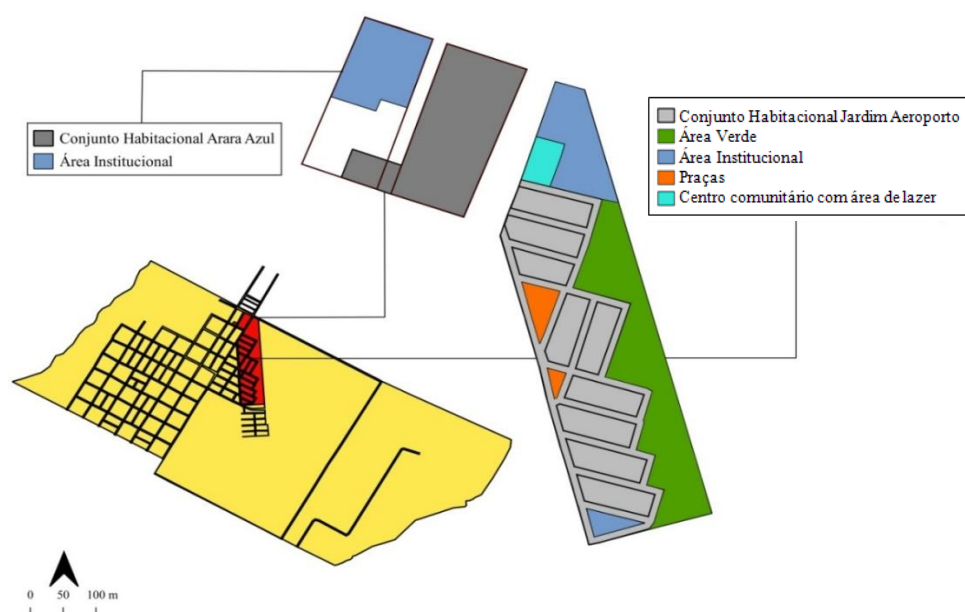 Conjunto Habitacional Arara Azul
Área Institucional
Conjunto Habitacional Jardim Aeroporto
Área Verde
Área Institucional
Praças
Centro comunitário com área de lazer
0 50 100 m